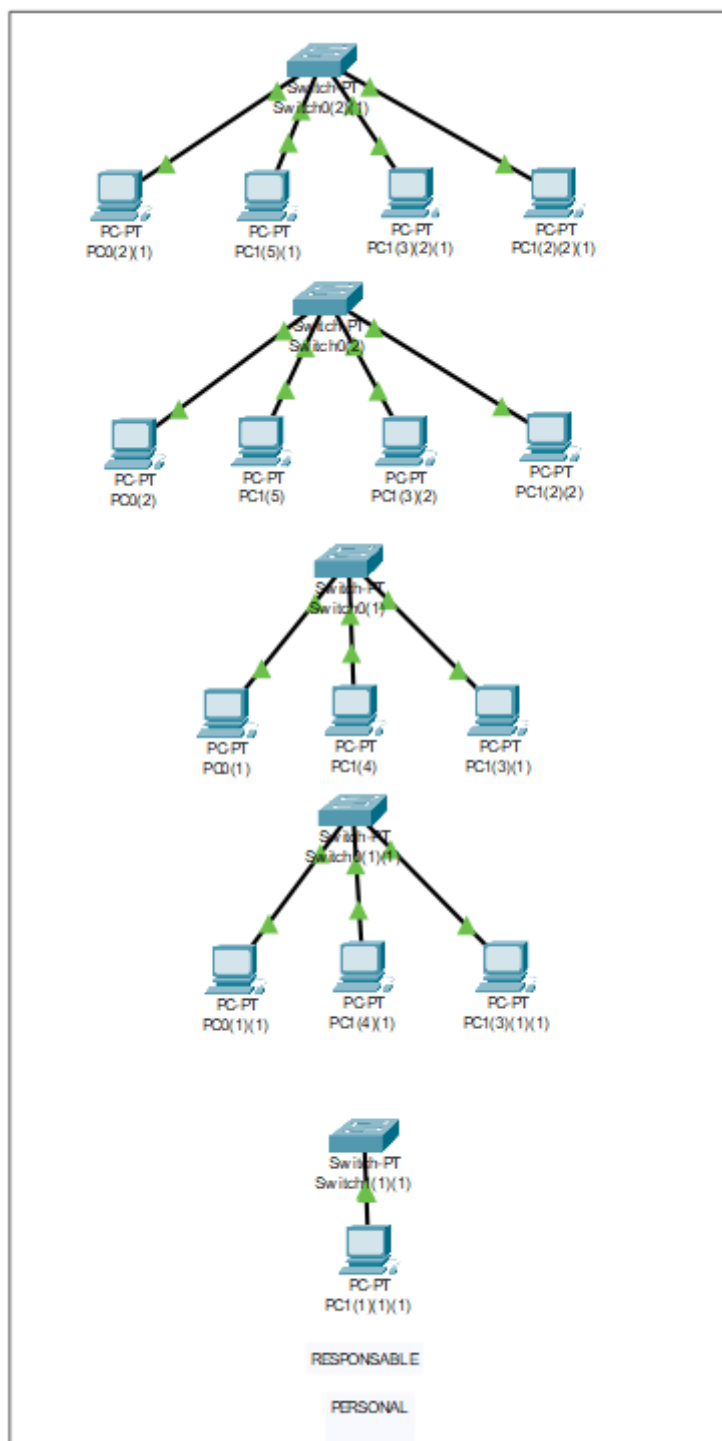 Switch-PT
Switch0(2)(1)
PC-PT
PC0(2)(1)
PC-PT
PC1(5)(1)
PC-PT
PC1(3)(2)(1)
PC-PT
PC1(2)(2)(1)
Switch-PT
Switch0(2)
PC-PT
PC0(2)
PC-PT
PC1(5)
PC-PT
PC1(3)(2)
PC-PT
PC1(2)(2)
Switch-PT
Switch0(1)
PC-PT
PC0(1)
PC-PT
PC1(4)
PC-PT
PC1(3)(1)
Switch-PT
Switch0(1)(1)
PC-PT
PC0(1)(1)
PC-PT
PC1(4)(1)
PC-PT
PC1(3)(1)(1)
Switch-PT
PC-PT
PC1(1)(1)(1)
RESPONSABLE
PERSONAL